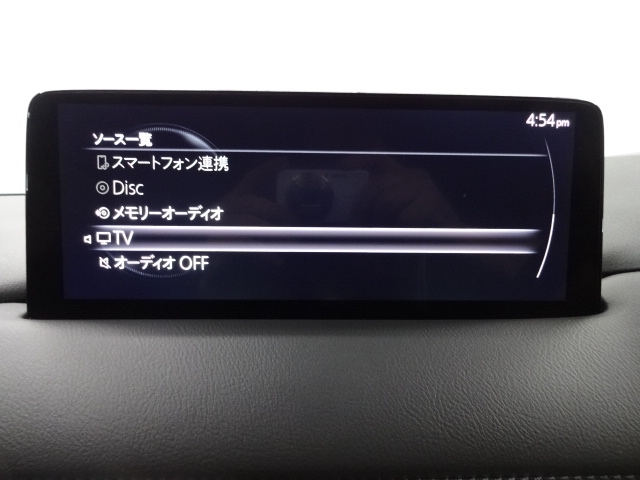 4:54pm
ソース一覧
スマートフォン連携
Disc
メモリーオーディオ
TV
オーディオ OFF